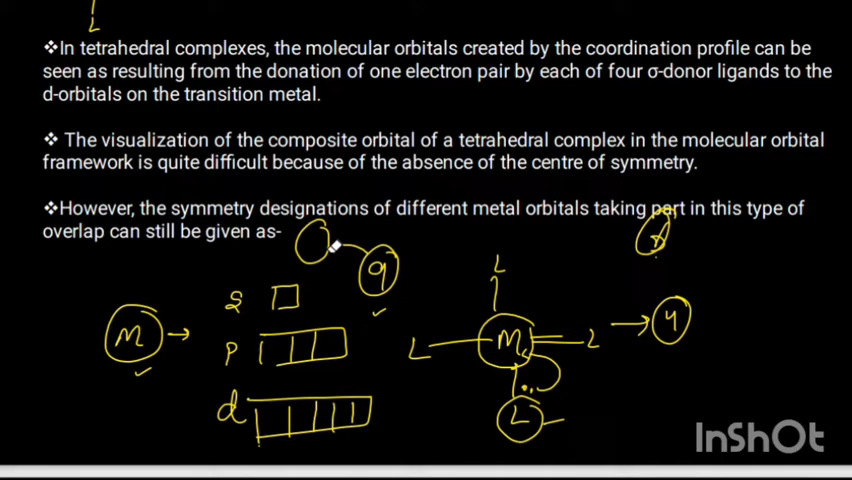 L
❖In tetrahedral complexes, the molecular orbitals created by the coordination profile can be
seen as resulting from the donation of one electron pair by each of four σ-donor ligands to the
d-orbitals on the transition metal.
❖ The visualization of the composite orbital of a tetrahedral complex in the molecular orbital
framework is quite difficult because of the absence of the centre of symmetry.
❖However, the symmetry designations of different metal orbitals taking part in this type of
overlap can still be given as-
9
L
S
M
P
L M L 4
d
L
InShOt